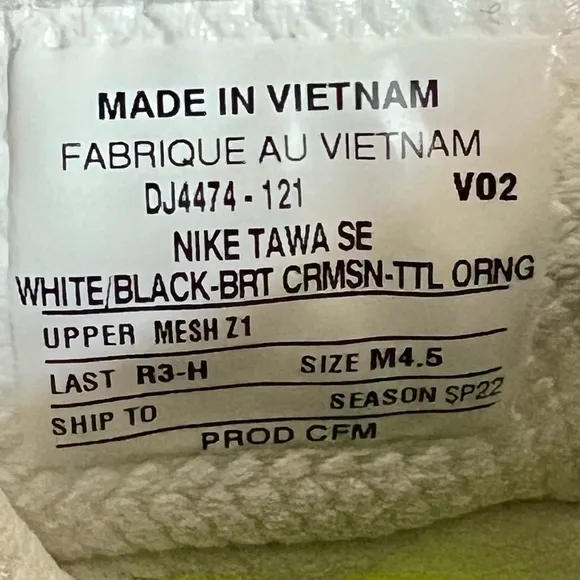 MADE IN VIETNAM
FABRIQUE AU VIETNAM
DJ4474-121 V02
NIKE TAWA SE
WHITE/BLACK-BRT CRMSN-TTL ORNG
UPPER MESH Z1
LAST R3-H SIZE M4.5
SHIP TO SEASON SP22
PROD CFM